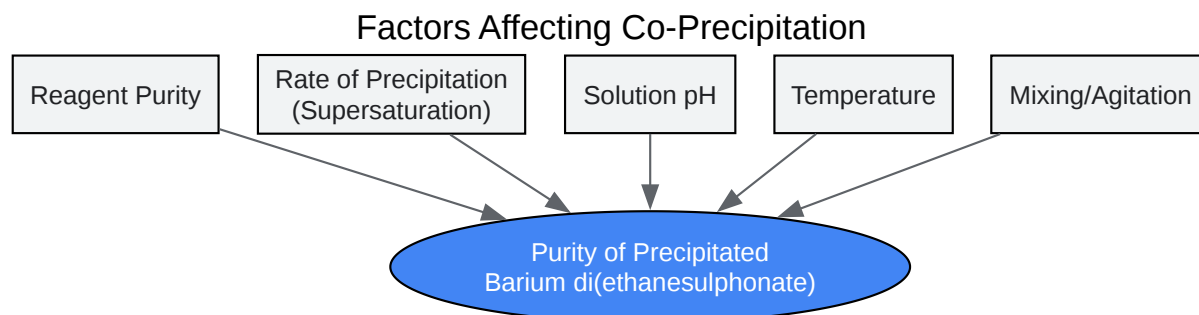 Factors Affecting Co-Precipitation
Reagent Purity
Rate of Precipitation
(Supersaturation)
Solution pH
Temperature
Mixing/Agitation
Purity of Precipitated
Barium di(ethanesulphonate)